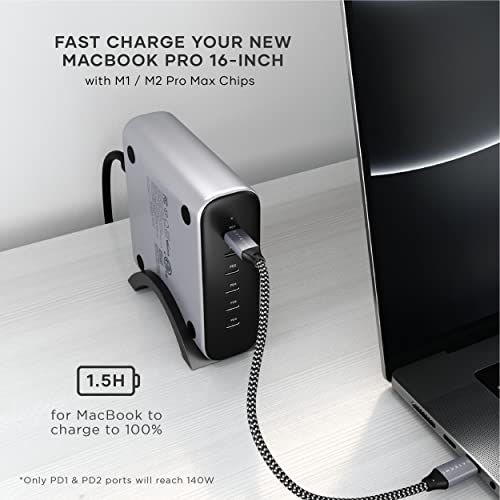 FAST CHARGE YOUR NEW
MACBOOK PRO 16-INCH
with M1 / M2 Pro Max Chips
1.5H
for MacBook to
charge to 100%
*Only PD1 & PD2 ports will reach 140W